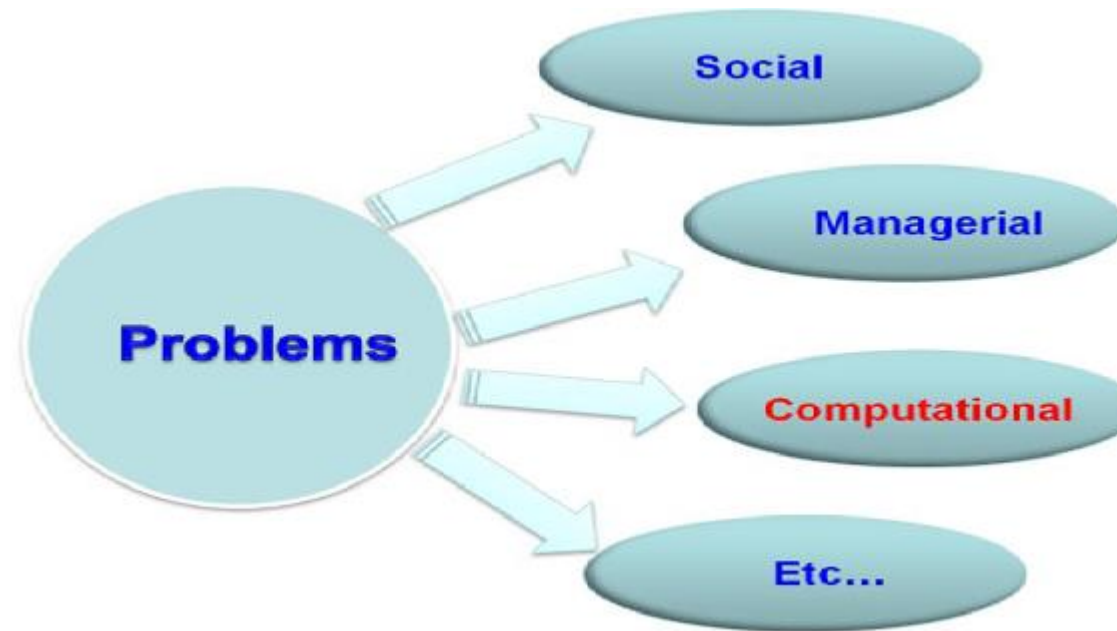 Social
Managerial
Problems
Computational
Etc...